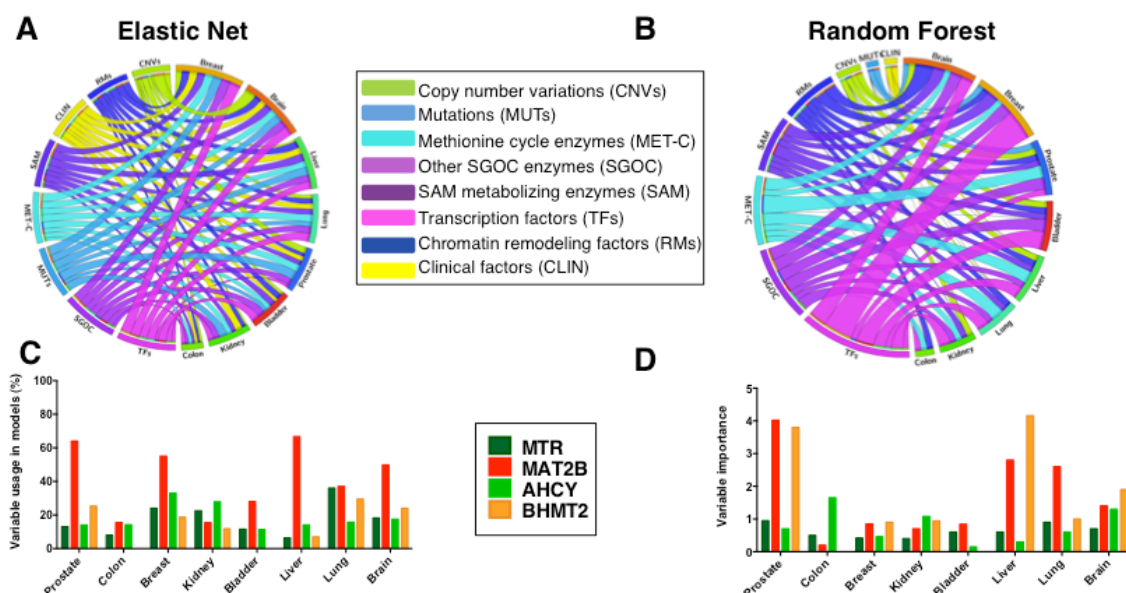 A
Elastic Net
B
Random Forest
CNVs
Breast
Brain
Liver
Lung
Prostate
Bladder
Kidney
Colon
TFs
SGOC
MUTs
MET-C
SAM
CLIN
RMs
Copy number variations (CNVs)
Mutations (MUTs)
Methionine cycle enzymes (MET-C)
Other SGOC enzymes (SGOC)
SAM metabolizing enzymes (SAM)
Transcription factors (TFs)
Chromatin remodeling factors (RMs)
Clinical factors (CLIN)
CNVs
MUTs
CLIN
Brain
Breast
Prostate
Bladder
Liver
Lung
Kidney
Colon
TFs
SGOC
MET-C
SAM
RMs
C
Variable usage in models (%)
100
80
60
40
20
0
Prostate
Colon
Breast
Kidney
Bladder
Liver
Lung
Brain
MTR
MAT2B
AHCY
BHMT2
D
Variable importance
5
4
3
2
1
0
Prostate
Colon
Breast
Kidney
Bladder
Liver
Lung
Brain